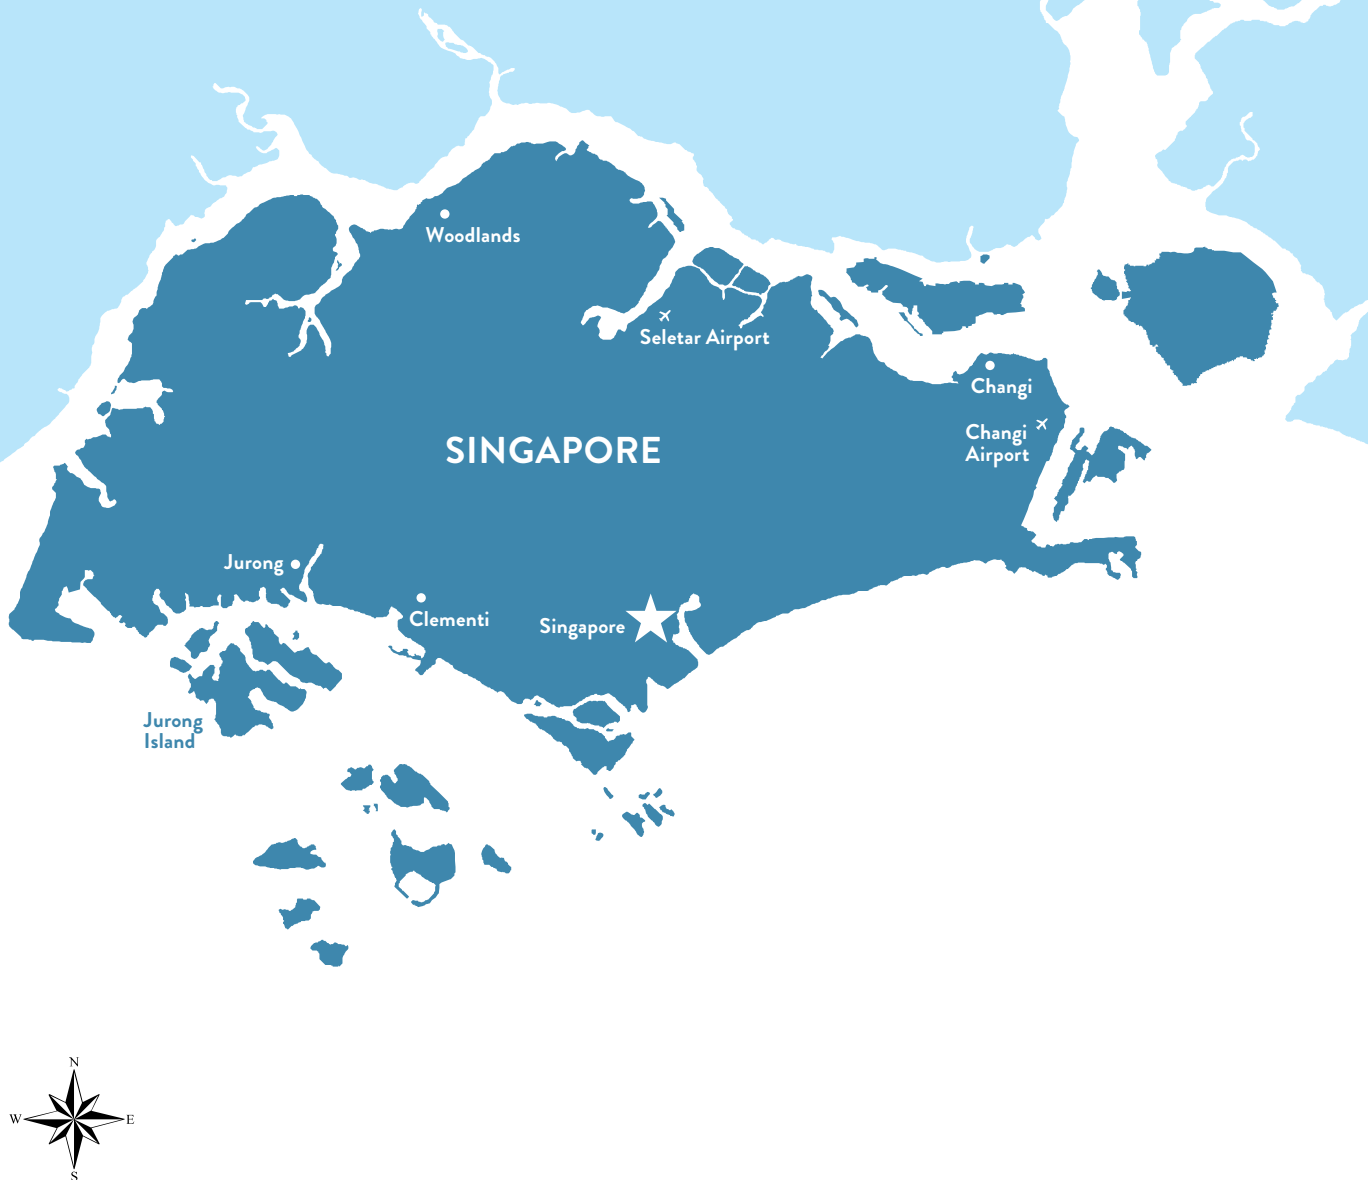 Woodlands
Seletar Airport
Changi
Changi
Airport
SINGAPORE
Jurong
Clementi
Singapore
Jurong
Island
N
W
E
S